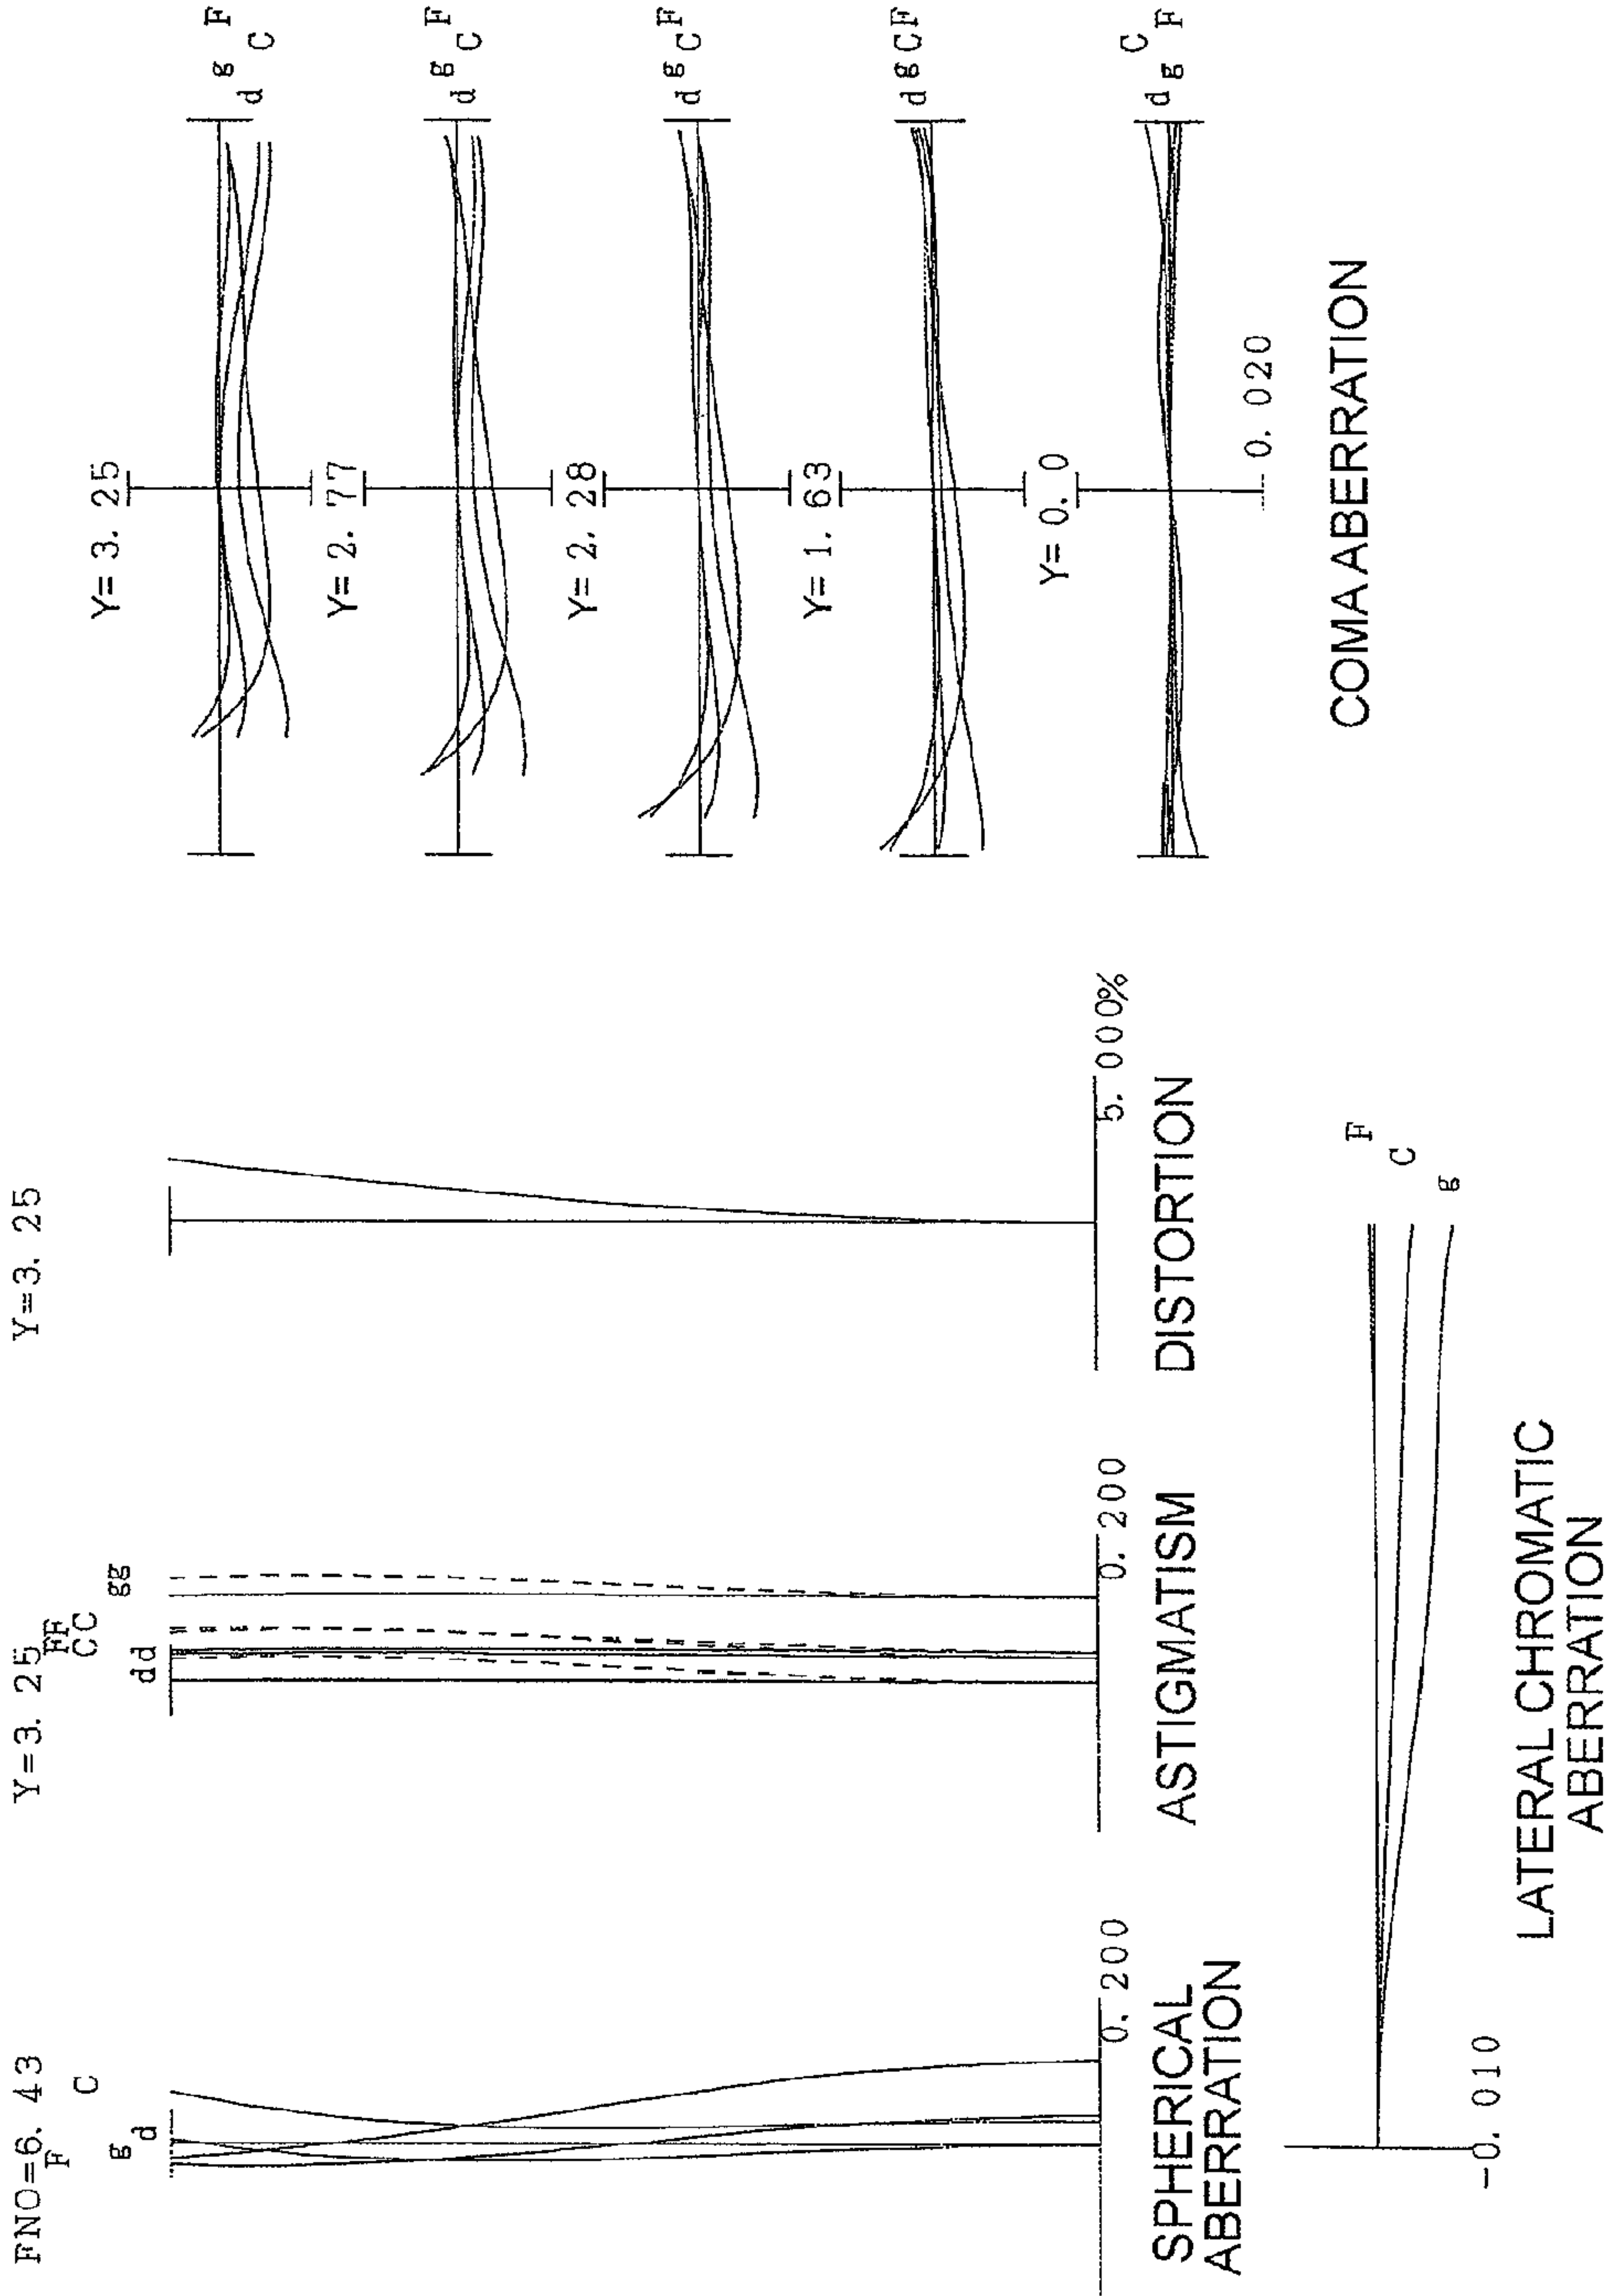 FNO=6. 43
F
C
g
d
0. 200
SPHERICAL
ABERRATION
Y=3. 25
FF
CC
gg
dd
0. 200
ASTIGMATISM
Y=3. 25
5. 000%
DISTORTION
Y=3. 25
d
g
C
F
Y=2. 77
d
g
C
F
Y=2. 28
d
g
C
F
Y=1. 63
d
g
C
F
Y=0. 0
d
g
C
F
0. 020
COMA ABERRATION
-0. 010
F
C
g
LATERAL CHROMATIC
ABERRATION